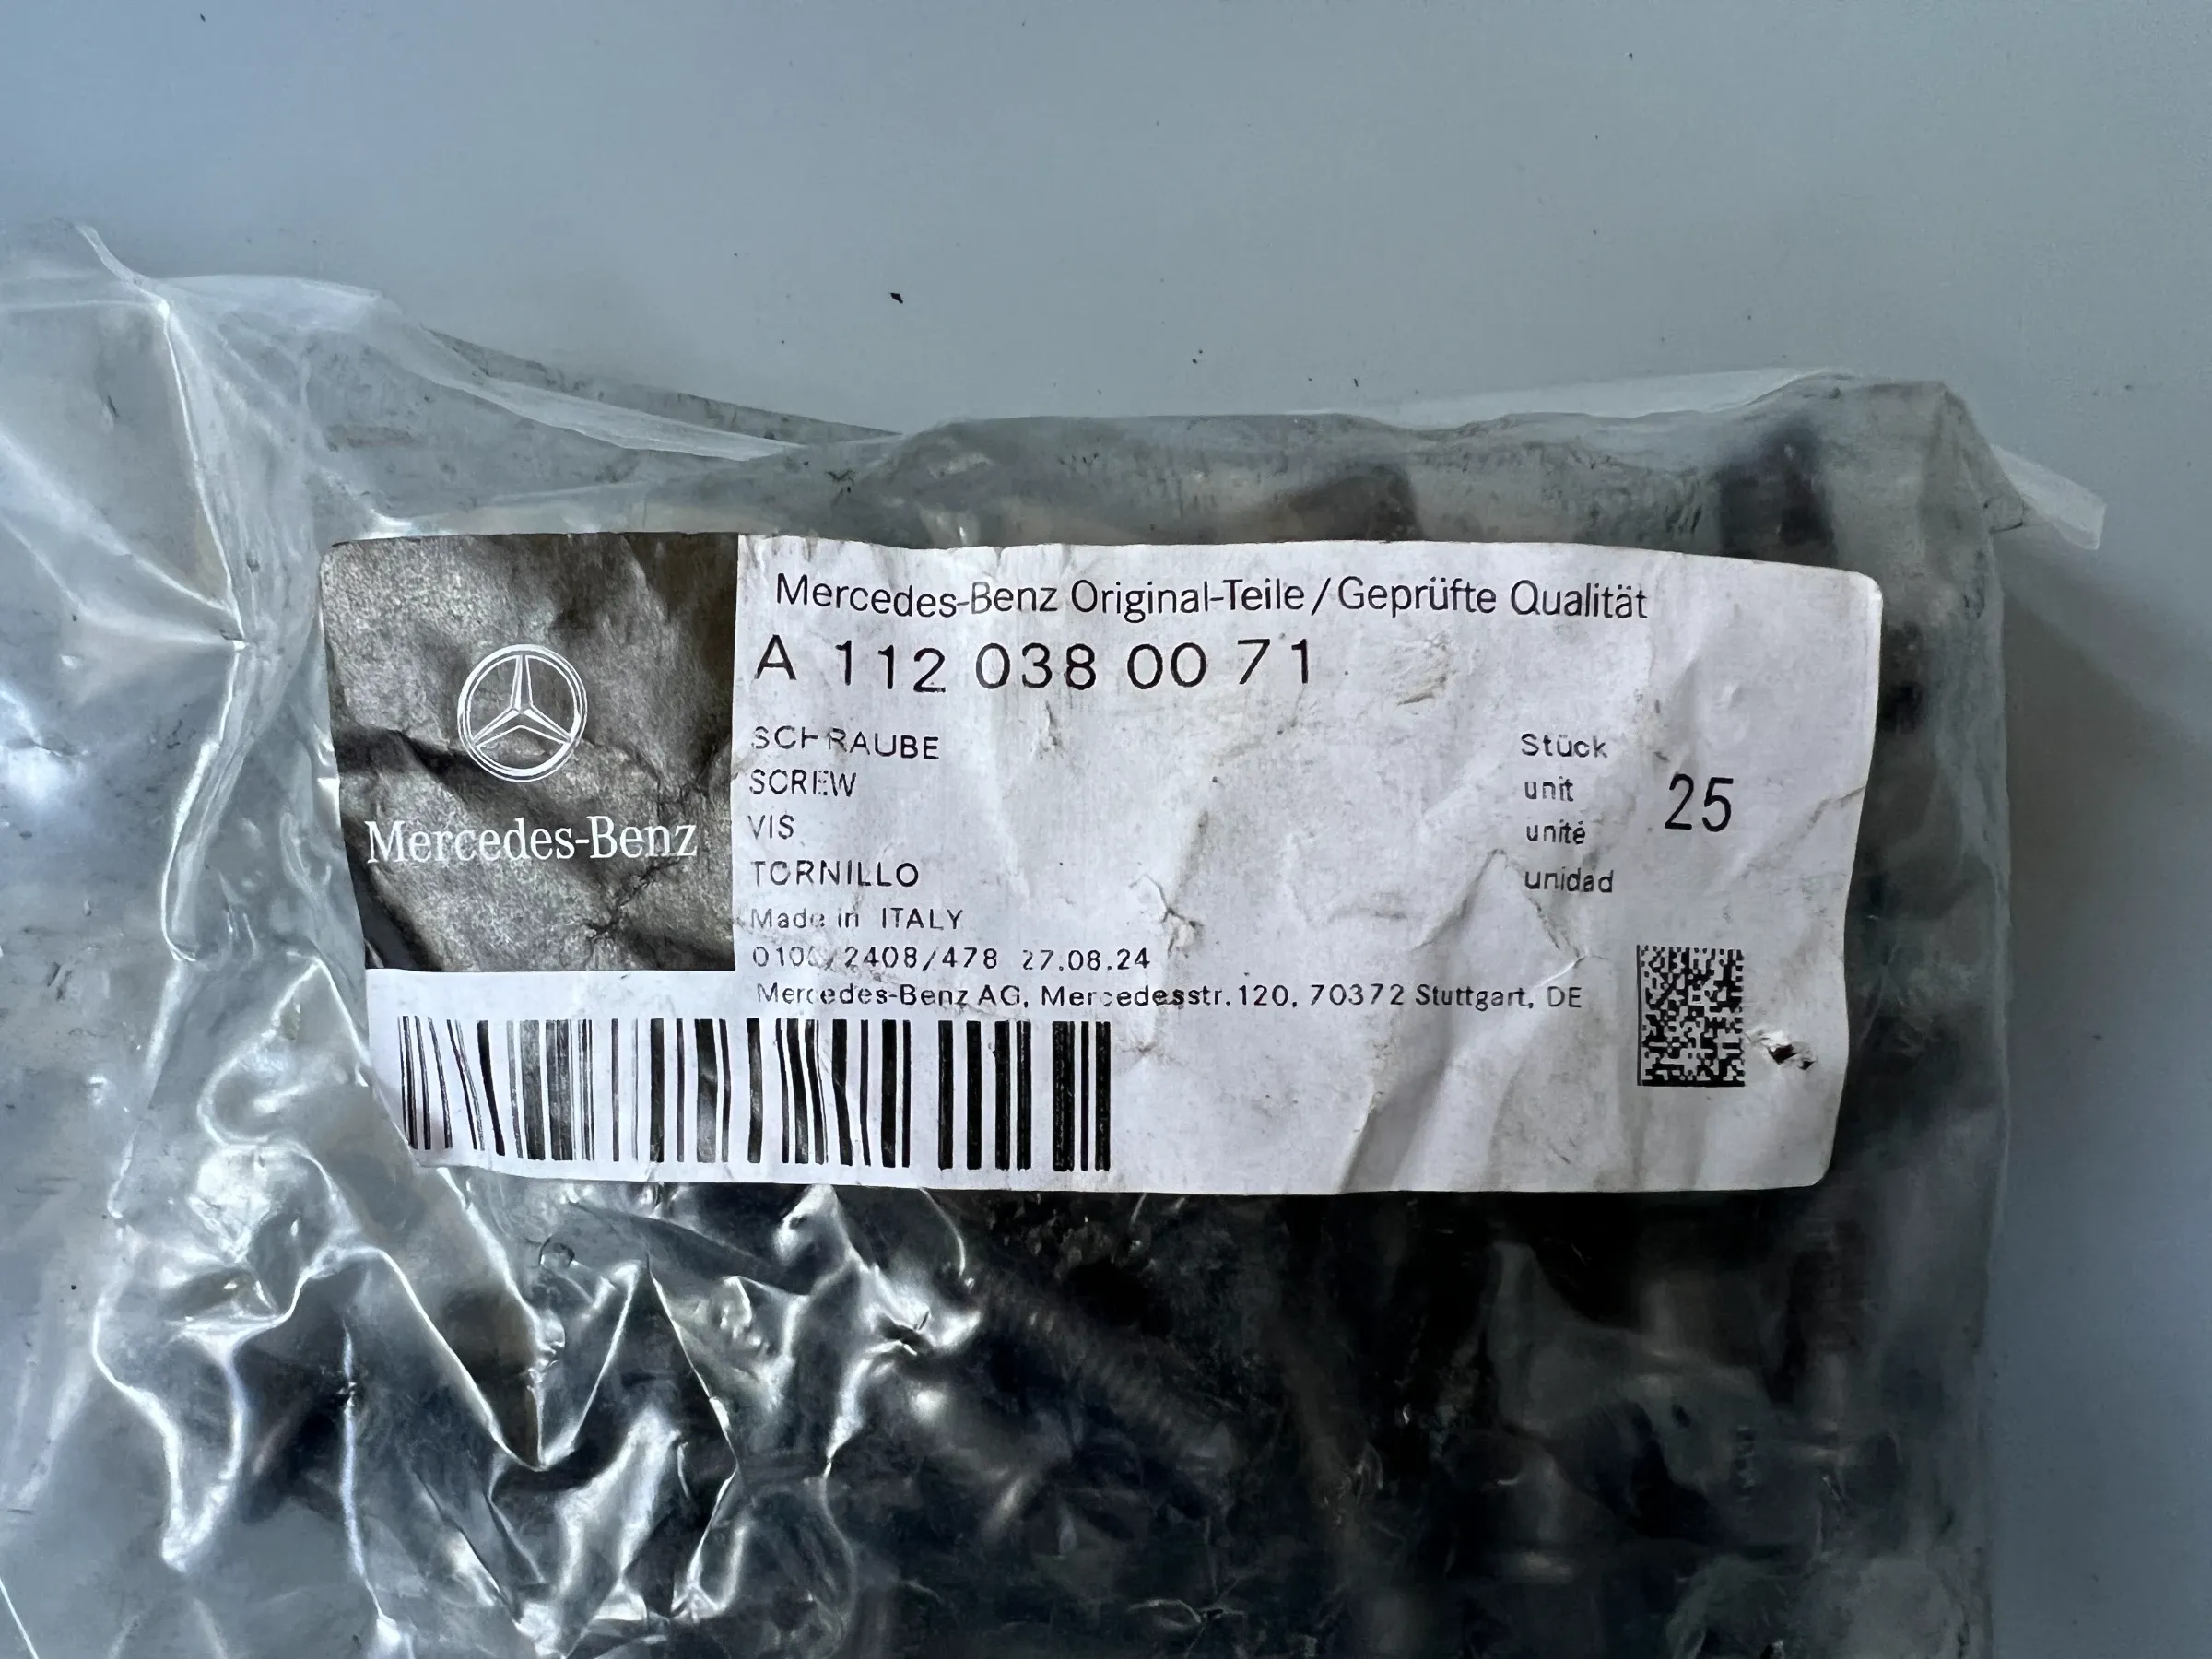 Mercedes-Benz
Mercedes-Benz Original-Teile/Geprüfte Qualität
A 112 038 00 71
SCHRAUBE
SCREW
VIS
TORNILLO
Stück
unit
unité
unidad
25
Made in ITALY
2408/478 27.08.24
Mercedes-Benz AG, Mercedesstr. 120, 70372 Stuttgart, DE